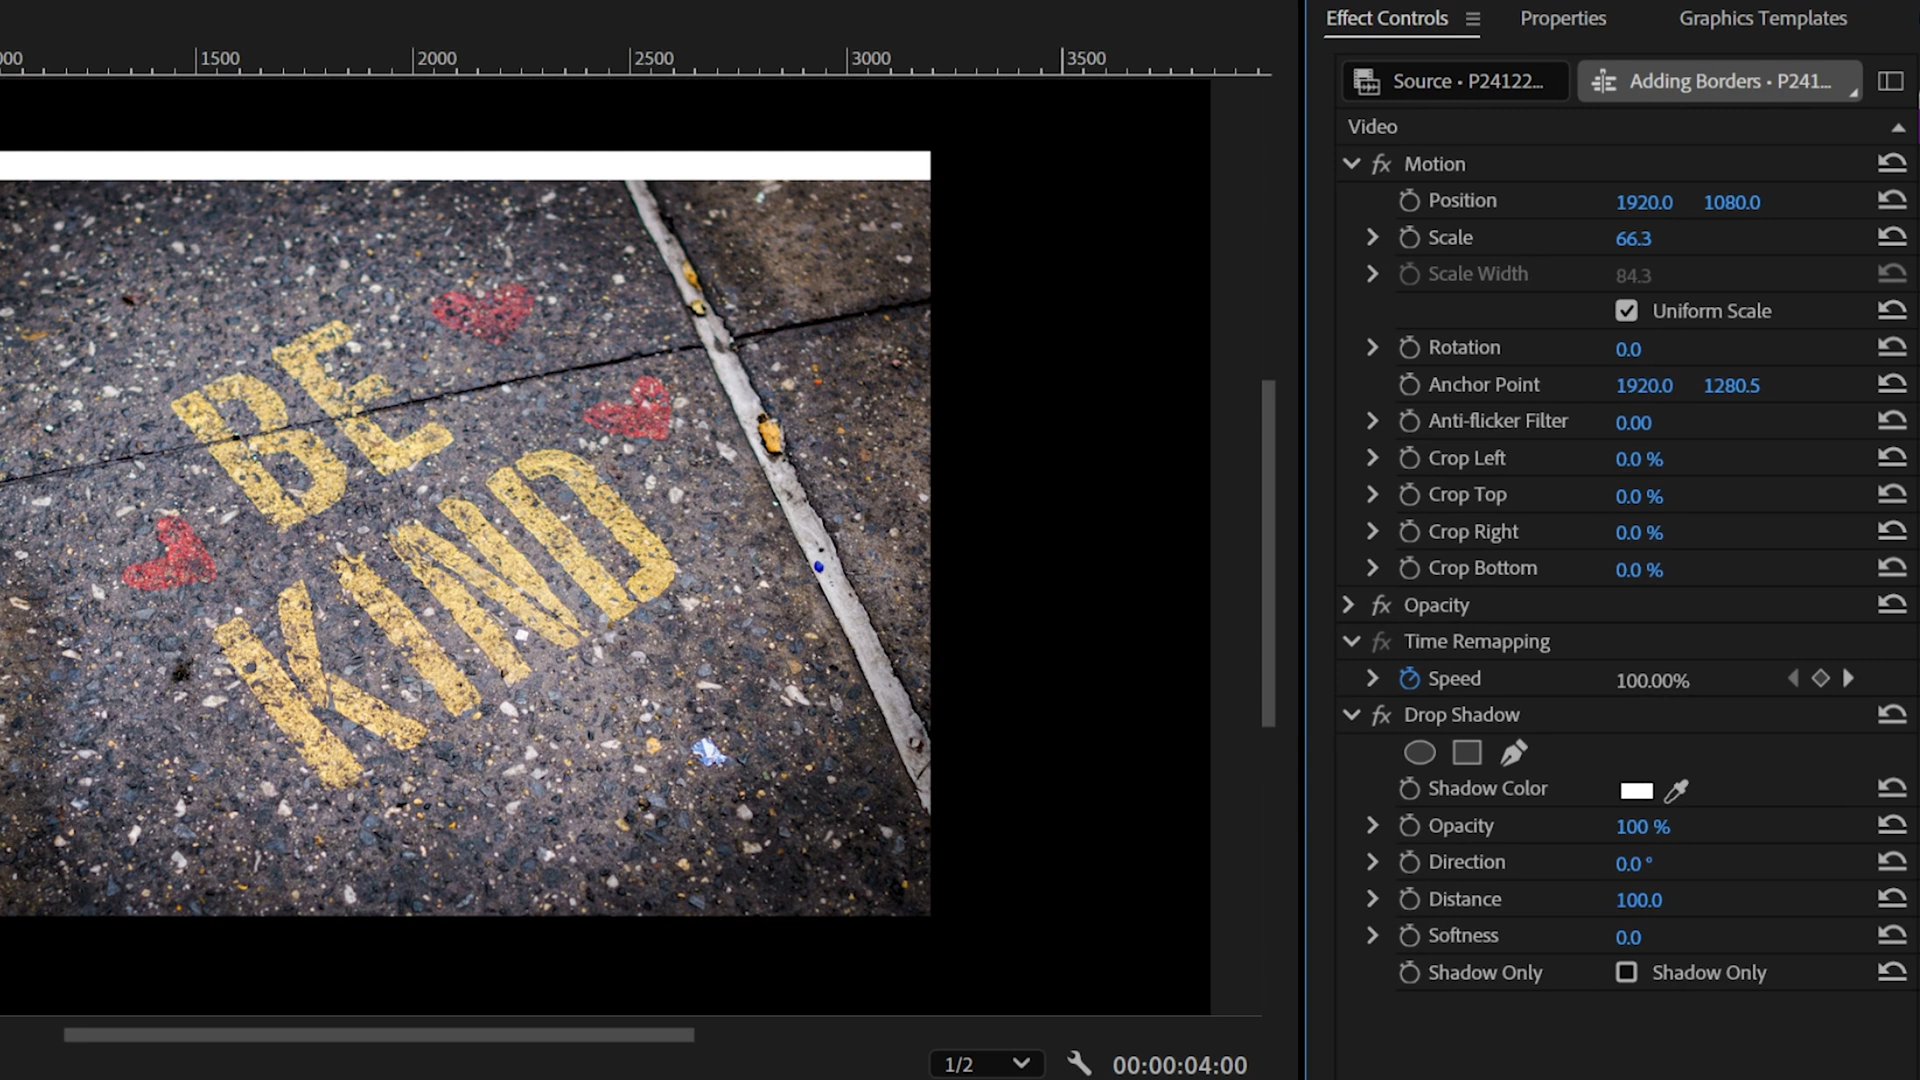 Effect Controls
Properties
Graphics Templates
1500
2000
2500
3000
3500
Source • P24122...
Adding Borders • P241...
Video
fx Motion
Position 1920.0 1080.0
Scale 66.3
Scale Width 84.3
Uniform Scale
Rotation 0.0
Anchor Point 1920.0 1280.5
Anti-flicker Filter 0.00
Crop Left 0.0 %
Crop Top 0.0 %
Crop Right 0.0 %
Crop Bottom 0.0 %
fx Opacity
fx Time Remapping
Speed 100.00%
fx Drop Shadow
Shadow Color
Opacity 100 %
Direction 0.0 °
Distance 100.0
Softness 0.0
Shadow Only Shadow Only
BE
KIND
1/2
00:00:04:00